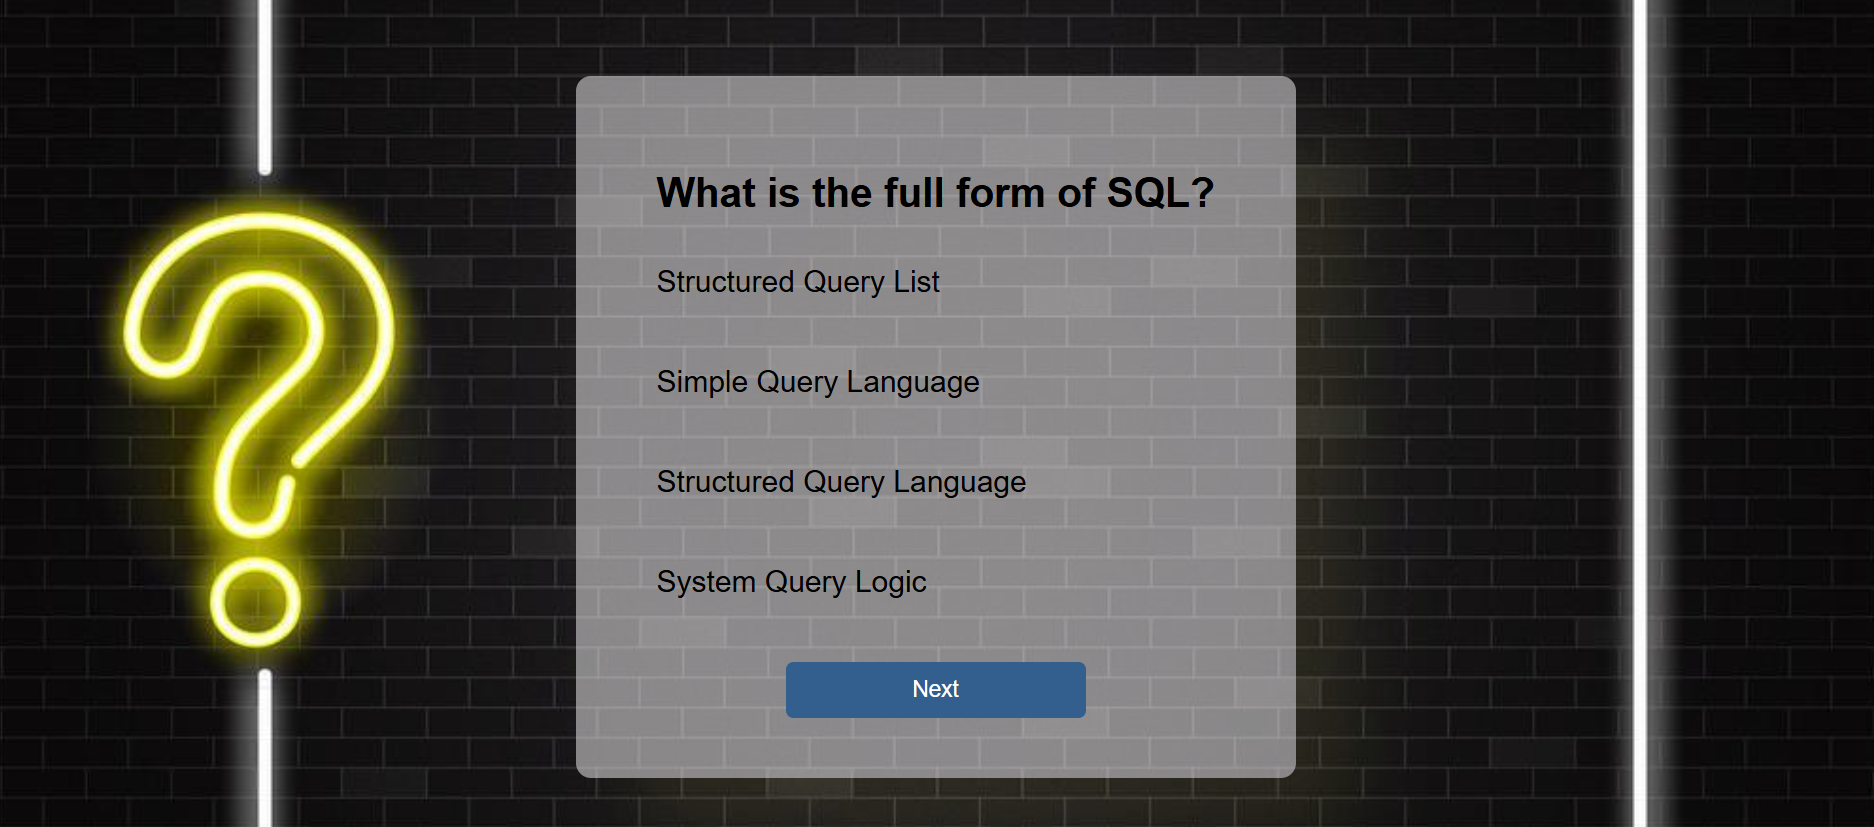 What is the full form of SQL?
Structured Query List
Simple Query Language
Structured Query Language
System Query Logic
Next